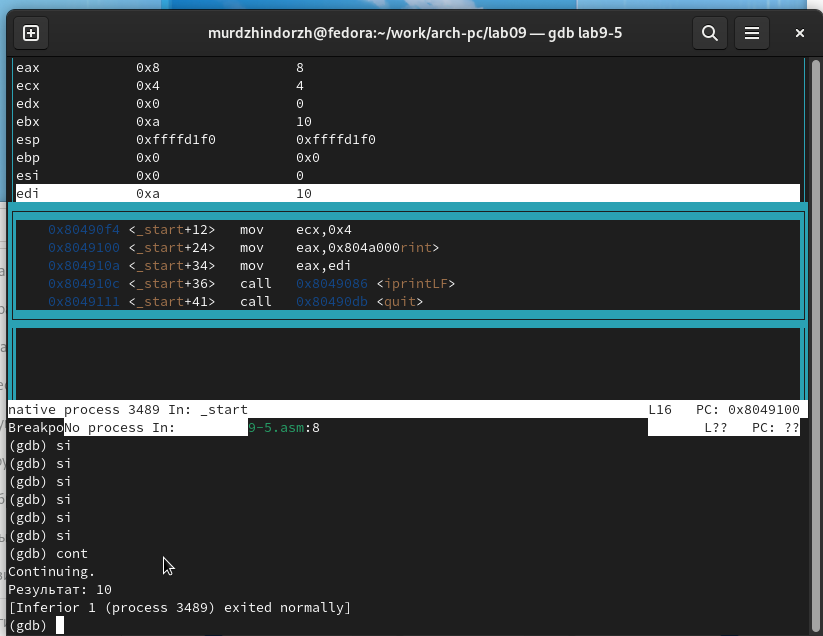 murdzhindorzh@fedora:~/work/arch-pc/lab09 — gdb lab9-5
eax 0x8 8
ecx 0x4 4
edx 0x0 0
ebx 0xa 10
esp 0xffffd1f0 0xffffd1f0
ebp 0x0 0x0
esi 0x0 0
edi 0xa 10
0x80490f4 <_start+12> mov ecx,0x4
0x8049100 <_start+24> mov eax,0x804a000rint>
0x804910a <_start+34> mov eax,edi
0x804910c <_start+36> call 0x8049086 <iprintLF>
0x8049111 <_start+41> call 0x80490db <quit>
native process 3489 In: _start L16 PC: 0x8049100
BreakpoNo process In: 9-5.asm:8 L?? PC: ??
(gdb) si
(gdb) si
(gdb) si
(gdb) si
(gdb) si
(gdb) si
(gdb) cont
Continuing.
Результат: 10
[Inferior 1 (process 3489) exited normally]
(gdb)